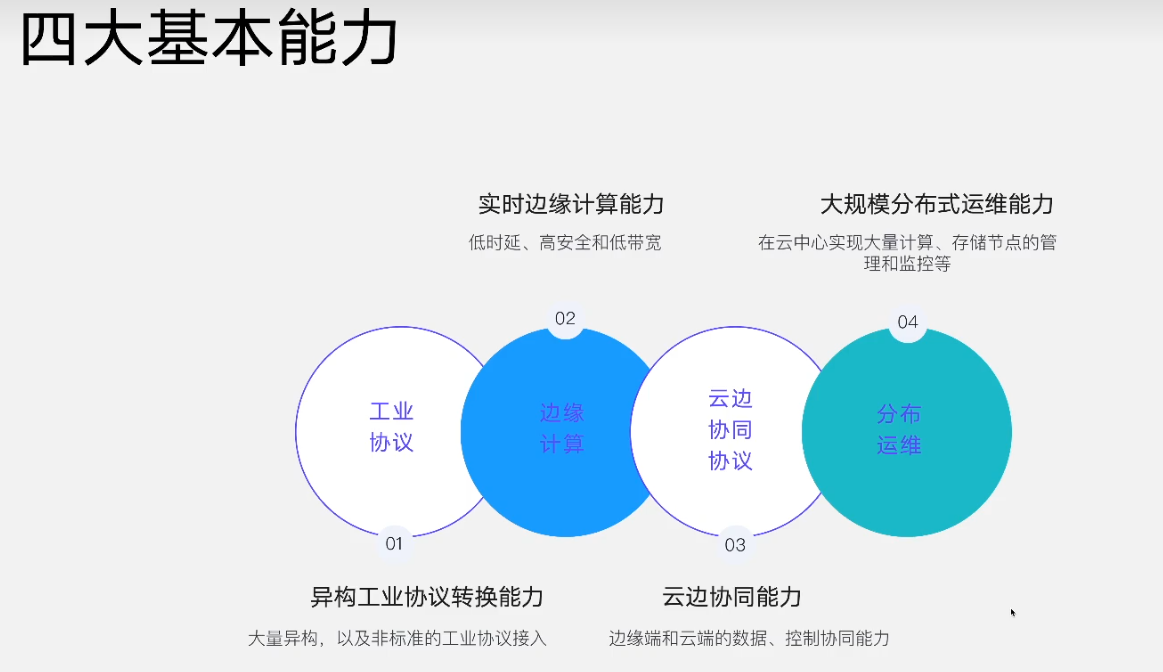 四大基本能力
实时边缘计算能力
低时延、高安全和低带宽
大规模分布式运维能力
在云中心实现大量计算、存储节点的管
理和监控等
02
04
工业
协议
边缘
计算
云边
协同
协议
分布
运维
01
03
异构工业协议转换能力
大量异构，以及非标准的工业协议接入
云边协同能力
边缘端和云端的数据、控制协同能力